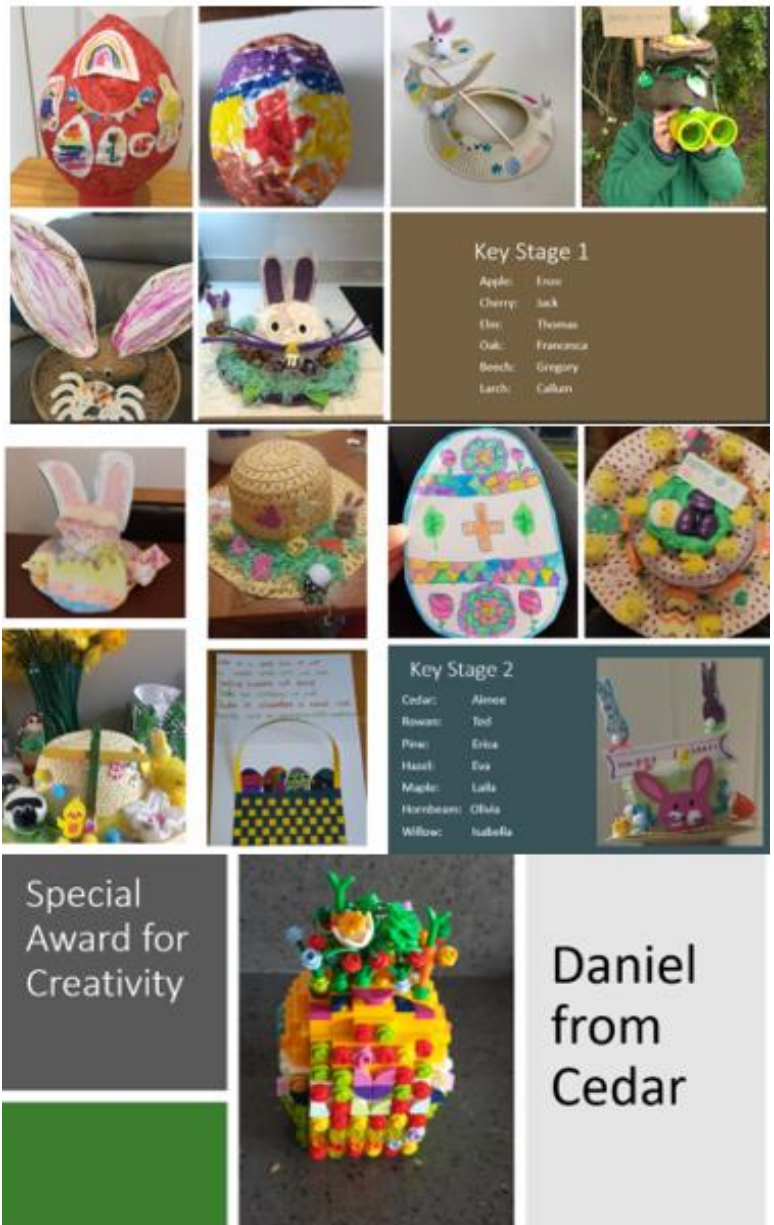 Key Stage 1
Apple: Enzo
Cherry: Jack
Elm: Thomas
Oak: Francesca
Beech: Gregory
Larch: Callum
Key Stage 2
Cedar: Aimee
Rowan: Ted
Pine: Erica
Hazel: Eva
Maple: Laila
Hornbeam: Olivia
Willow: Isabella
Special
Award for
Creativity
Daniel
from
Cedar